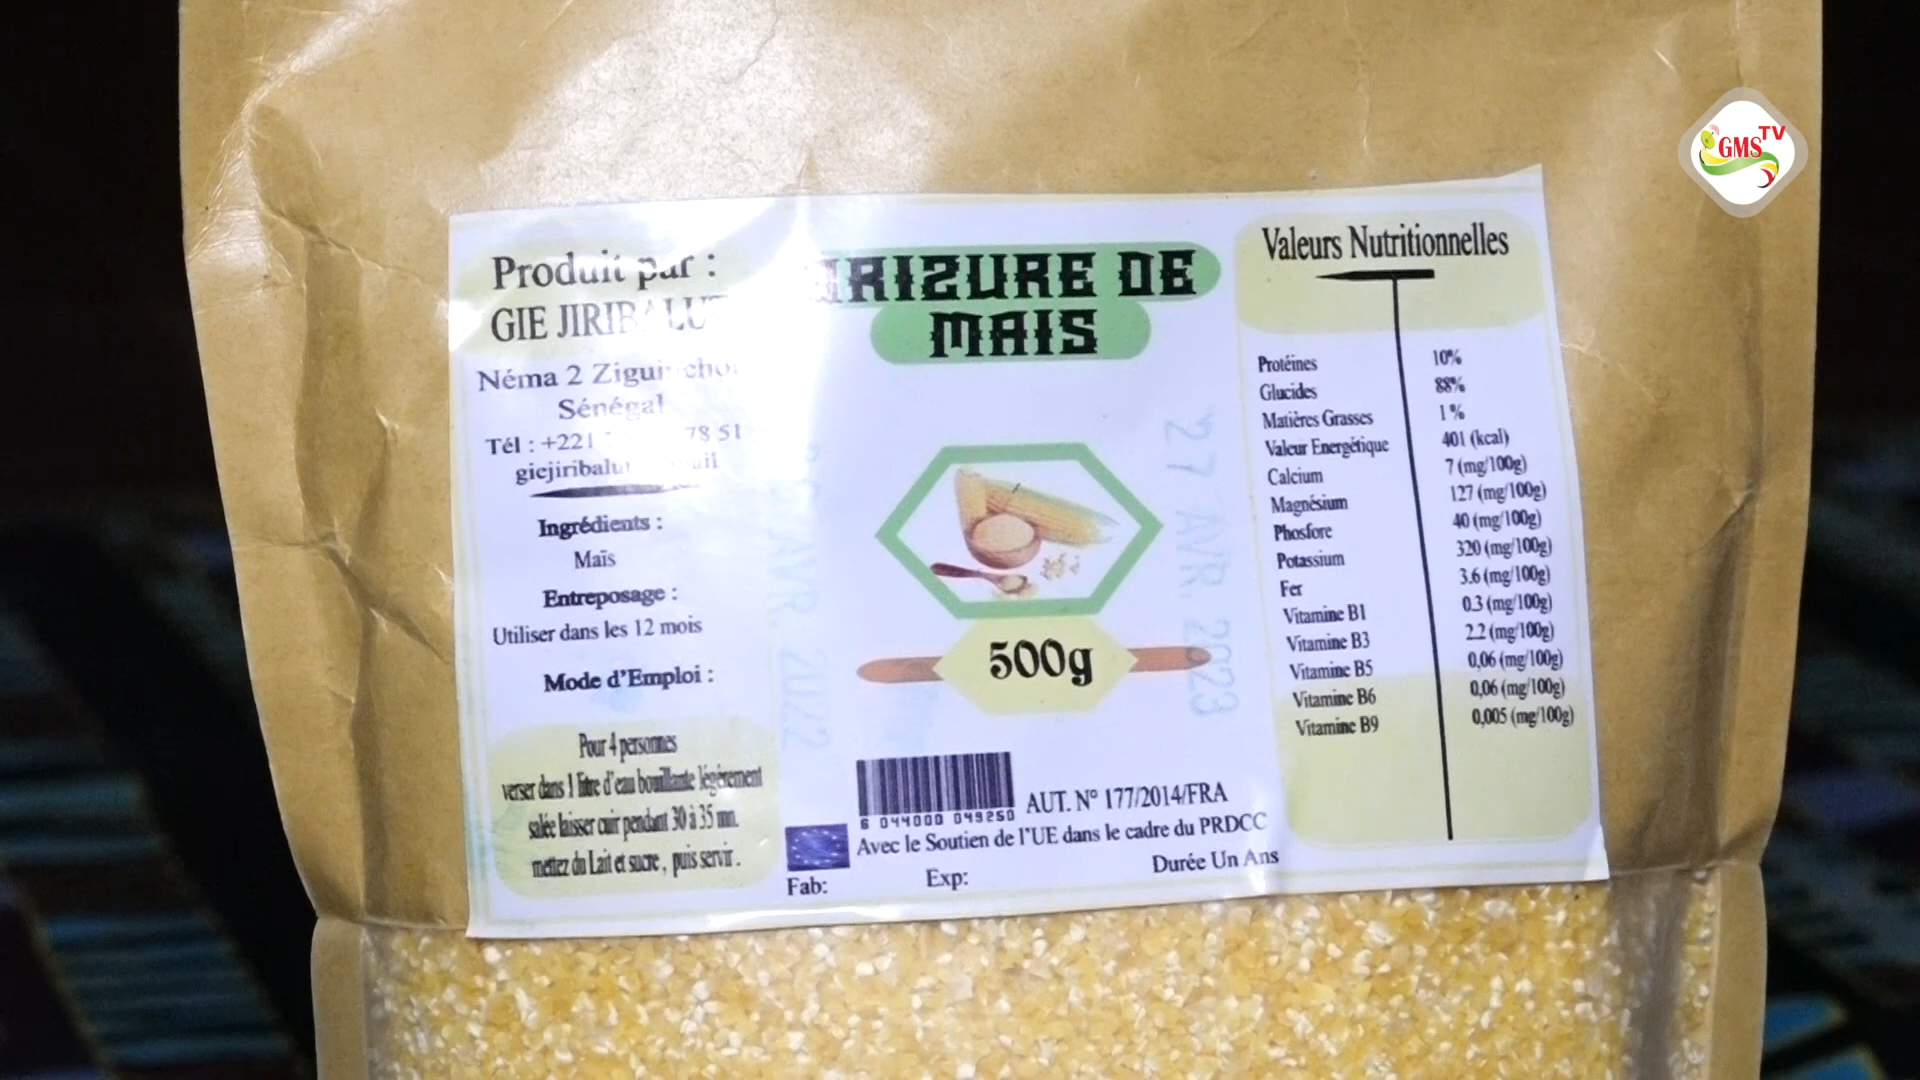 GMS TV
Produit par :
GIE
Néma 2
Sénégal
Tél : +221 78 51
Ingrédients :
Maïs
Entreposage :
Utiliser dans les 12 mois
Mode d'Emploi :
Pour 4 personnes
verser dans 1 litre d'eau bouillante légèrement
salée laisser cuir pendant 30 à 35 mn.
mettez du Lait et sucre , puis servir .
DE
MAIS
27 AVR. 2022
27 AVR. 2023
500g
6 044000 049250
AUT. N° 177/2014/FRA
Avec le Soutien de l'UE dans le cadre du PRDCC
Durée Un Ans
Fab: Exp:
Valeurs Nutritionnelles
Protéines 10%
Glucides 88%
Matières Grasses 1 %
Valeur Energétique 401 (kcal)
Calcium 7 (mg/100g)
Magnésium 127 (mg/100g)
Phosfore 40 (mg/100g)
Potassium 320 (mg/100g)
Fer 3.6 (mg/100g)
Vitamine B1 0.3 (mg/100g)
Vitamine B3 2.2 (mg/100g)
Vitamine B5 0,06 (mg/100g)
Vitamine B6 0,06 (mg/100g)
Vitamine B9 0,005 (mg/100g)